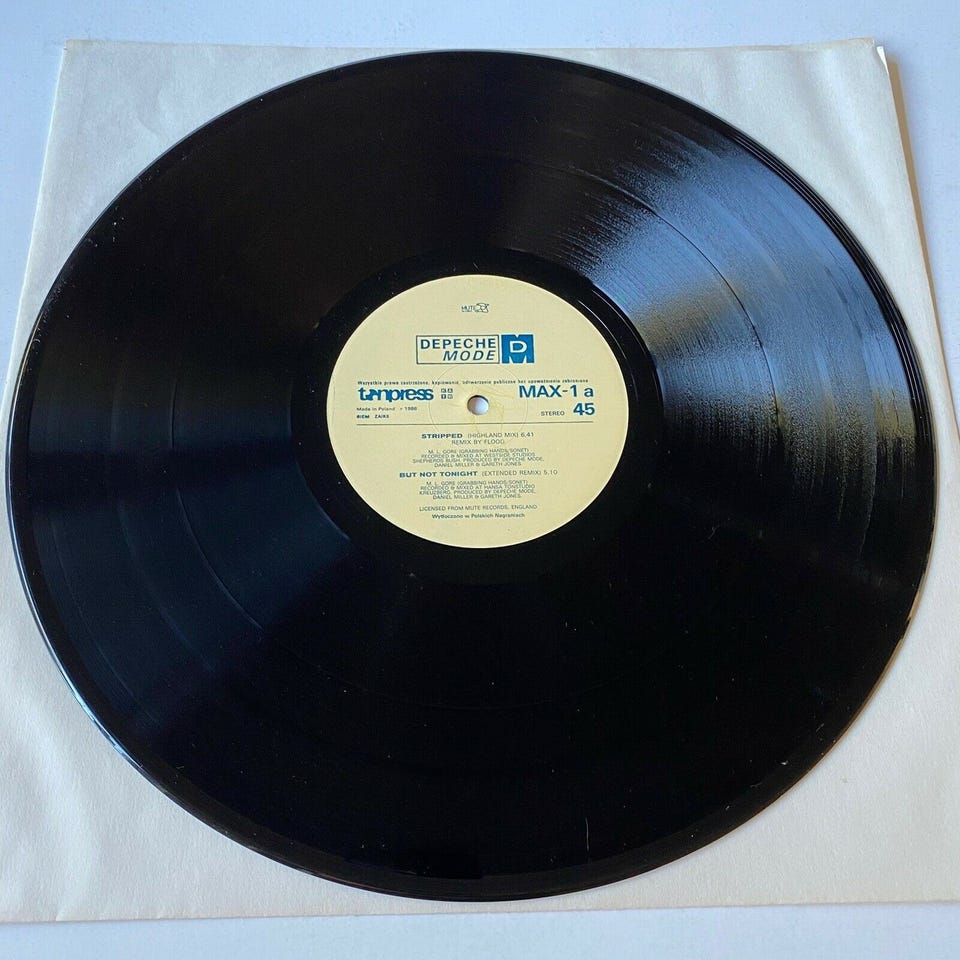 MUTE
DEPECHE
MODE
D
M
Wszystkie prawa zastrzeżone, kopiowanie, odtwarzanie publiczne bez upoważnienia zabronione
tonpress
MAX-1 a
Made in Poland ℗ 1986
STEREO 45
BIEM ZAIKS
STRIPPED (HIGHLAND MIX) 6.41
REMIX BY FLOOD
M. L. GORE (GRABBING HANDS/SONET)
RECORDED & MIXED AT WESTSIDE STUDIOS
SHEPHERDS BUSH. PRODUCED BY DEPECHE MODE,
DANIEL MILLER & GARETH JONES
BUT NOT TONIGHT (EXTENDED REMIX) 5.10
M. L. GORE (GRABBING HANDS/SONET)
RECORDED & MIXED AT HANSA TONSTUDIO
KREUZBERG. PRODUCED BY DEPECHE MODE,
DANIEL MILLER & GARETH JONES.
LICENSED FROM MUTE RECORDS, ENGLAND
Wytłoczono w Polskich Nagraniach